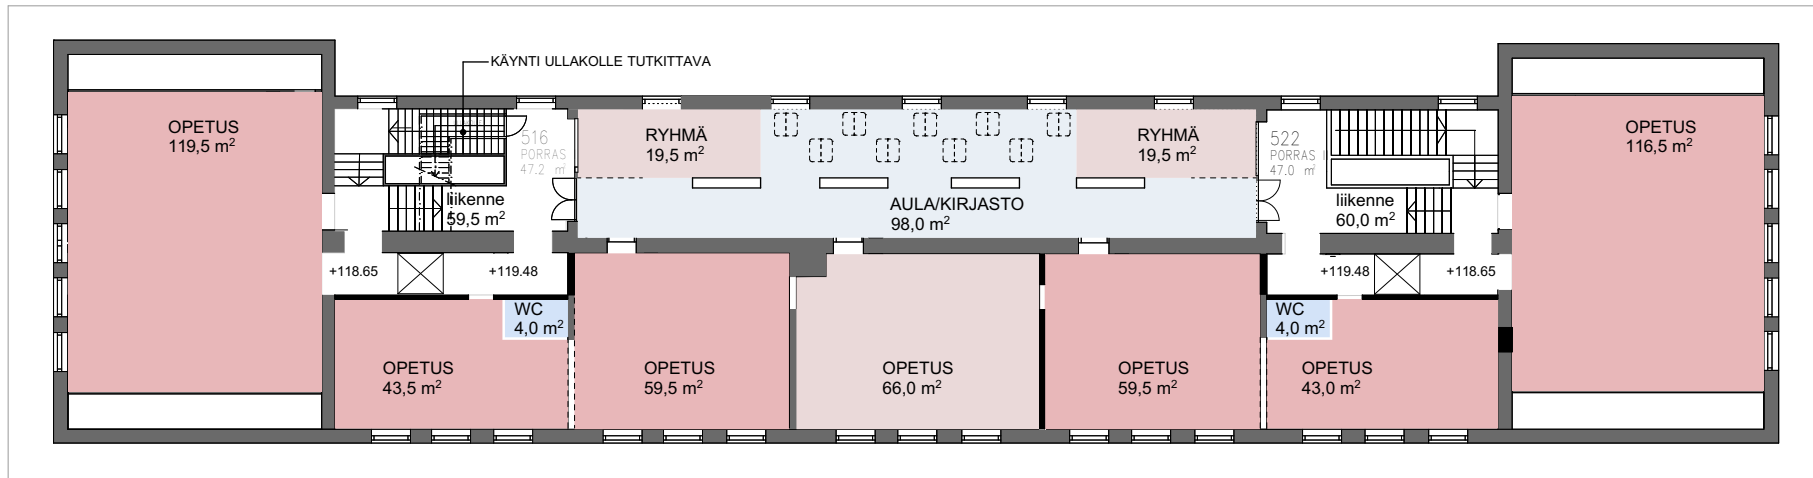 KÄYNTI ULLAKOLLE TUTKITTAVA
OPETUS
119,5 m²
516
PORRAS
47.2 m²
liikenne
59,5 m²
RYHMÄ
19,5 m²
AULA/KIRJASTO
98,0 m²
RYHMÄ
19,5 m²
522
PORRAS II
47.0 m²
liikenne
60,0 m²
OPETUS
116,5 m²
+118.65
+119.48
+119.48
+118.65
WC
4,0 m²
WC
4,0 m²
OPETUS
43,5 m²
OPETUS
59,5 m²
OPETUS
66,0 m²
OPETUS
59,5 m²
OPETUS
43,0 m²